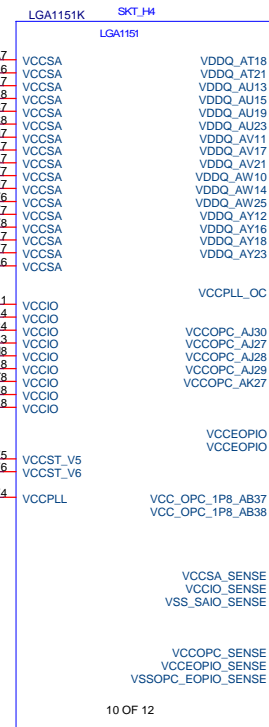 LGA1151K SKT_H4
LGA1151
VCCSA VDDQ_AT18
VCCSA VDDQ_AT21
VCCSA VDDQ_AU13
VCCSA VDDQ_AU15
VCCSA VDDQ_AU19
VCCSA VDDQ_AU23
VCCSA VDDQ_AV11
VCCSA VDDQ_AV17
VCCSA VDDQ_AV21
VCCSA VDDQ_AW10
VCCSA VDDQ_AW14
VCCSA VDDQ_AW25
VCCSA VDDQ_AY12
VCCSA VDDQ_AY16
VCCSA VDDQ_AY18
VCCSA VDDQ_AY23
VCCSA
VCCPLL_OC
VCCIO
VCCIO
VCCIO VCCOPC_AJ30
VCCIO VCCOPC_AJ27
VCCIO VCCOPC_AJ28
VCCIO VCCOPC_AJ29
VCCIO VCCOPC_AK27
VCCIO
VCCIO
VCCEOPIO
VCCEOPIO
VCCST_V5
VCCST_V6
VCCPLL VCC_OPC_1P8_AB37
VCC_OPC_1P8_AB38
VCCSA_SENSE
VCCIO_SENSE
VSS_SAIO_SENSE
VCCOPC_SENSE
VCCEOPIO_SENSE
VSSOPC_EOPIO_SENSE
10 OF 12